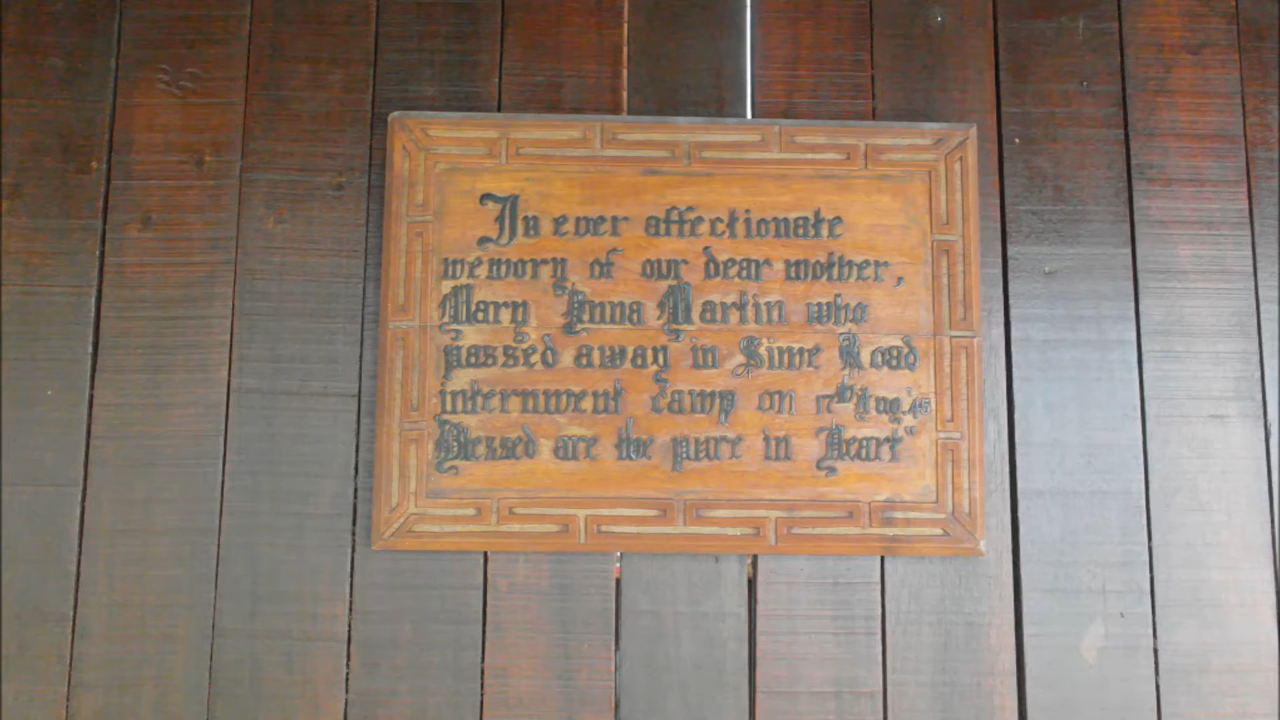 In ever affectionate
memory of our dear mother,
Mary Anna Martin who
passed away in Sime Road
internment camp on 17th Aug. '45
Blessed are the pure in Heart"